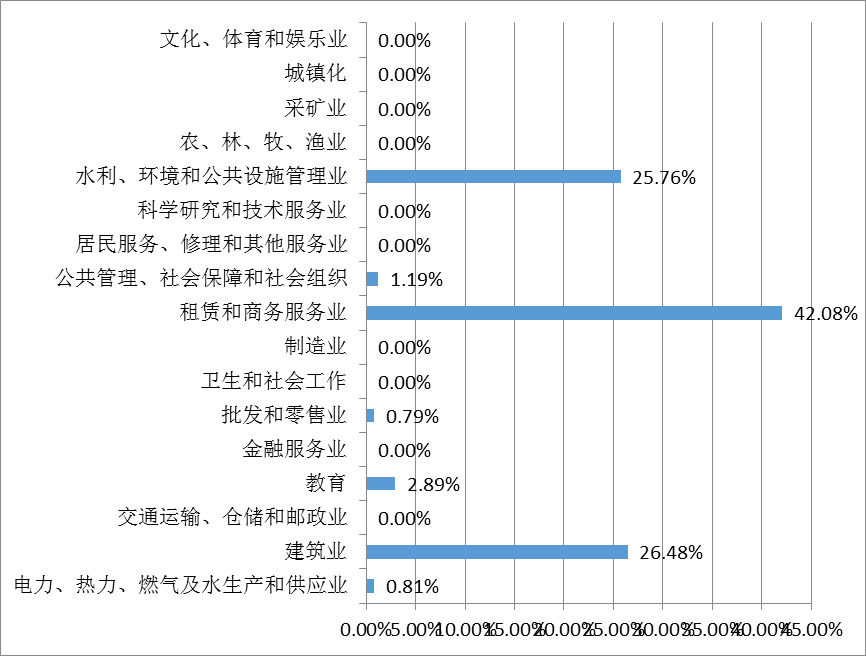 文化、体育和娱乐业 0.00%
城镇化 0.00%
采矿业 0.00%
农、林、牧、渔业 0.00%
水利、环境和公共设施管理业 25.76%
科学研究和技术服务业 0.00%
居民服务、修理和其他服务业 0.00%
公共管理、社会保障和社会组织 1.19%
租赁和商务服务业 42.08%
制造业 0.00%
卫生和社会工作 0.00%
批发和零售业 0.79%
金融服务业 0.00%
教育 2.89%
交通运输、仓储和邮政业 0.00%
建筑业 26.48%
电力、热力、燃气及水生产和供应业 0.81%
0.00% 5.00% 10.00% 15.00% 20.00% 25.00% 30.00% 35.00% 40.00% 45.00%